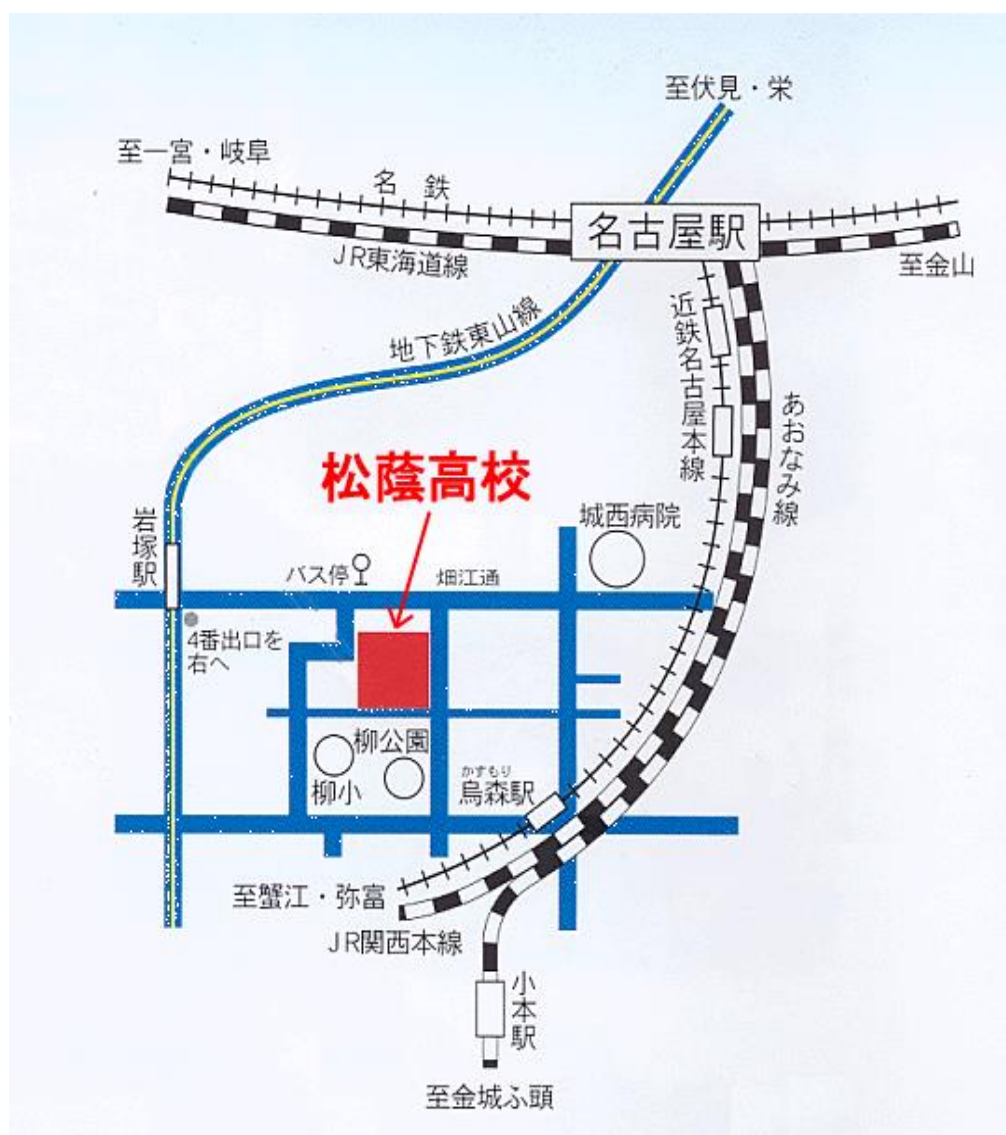 至伏見・栄
至一宮・岐阜
名鉄
名古屋駅
JR東海道線
至金山
地下鉄東山線
近鉄名古屋本線
あおなみ線
松蔭高校
城西病院
岩塚駅
バス停
畑江通
4番出口を
右へ
柳公園
柳小
かすもり
烏森駅
至蟹江・弥富
JR関西本線
小本駅
至金城ふ頭